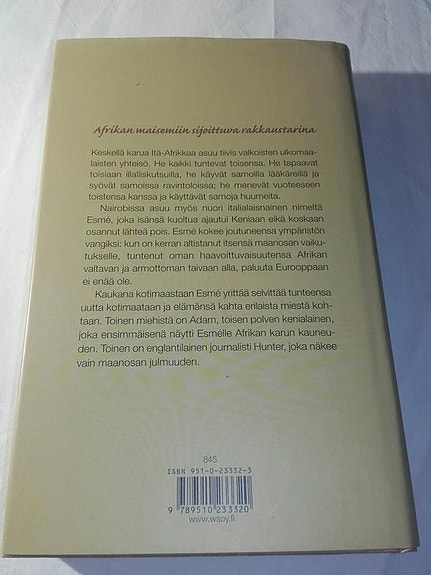 Afrikan maisemiin sijoittuva rakkaustarina
Keskellä karua Itä-Afrikkaa asuu tiivis valkoisten ulkomaa-
laisten yhteisö. He kaikki tuntevat toisensa. He tapaavat
toisiaan illalliskutsuilla, he käyvät samoilla lääkäreillä ja
syövät samoissa ravintoloissa; he menevät vuoteeseen
toistensa kanssa ja käyttävät samoja huumeita.
Nairobissa asuu myös nuori italialaisnainen nimeltä
Esmé, joka isänsä kuoltua ajautui Keniaan eikä koskaan
osannut lähteä pois. Esmé kokee joutuneensa ympäristön
vangiksi: kun on kerran altistanut itsensä maanosan vaiku-
tukselle, tuntenut oman haavoittuvaisuutensa Afrikan
valtavan ja armottoman taivaan alla, paluuta Eurooppaan
ei enää ole.
Kaukana kotimaastaan Esmé yrittää selvittää tunteensa
uutta kotimaataan ja elämänsä kahta erilaista miestä koh-
taan. Toinen miehistä on Adam, toisen polven kenialainen,
joka ensimmäisenä näytti Esmélle Afrikan karun kauneu-
den. Toinen on englantilainen journalisti Hunter, joka näkee
vain maanosan julmuuden.
845
ISBN 951-0-23332-3
9 789510 233320
www.wsoy.fi